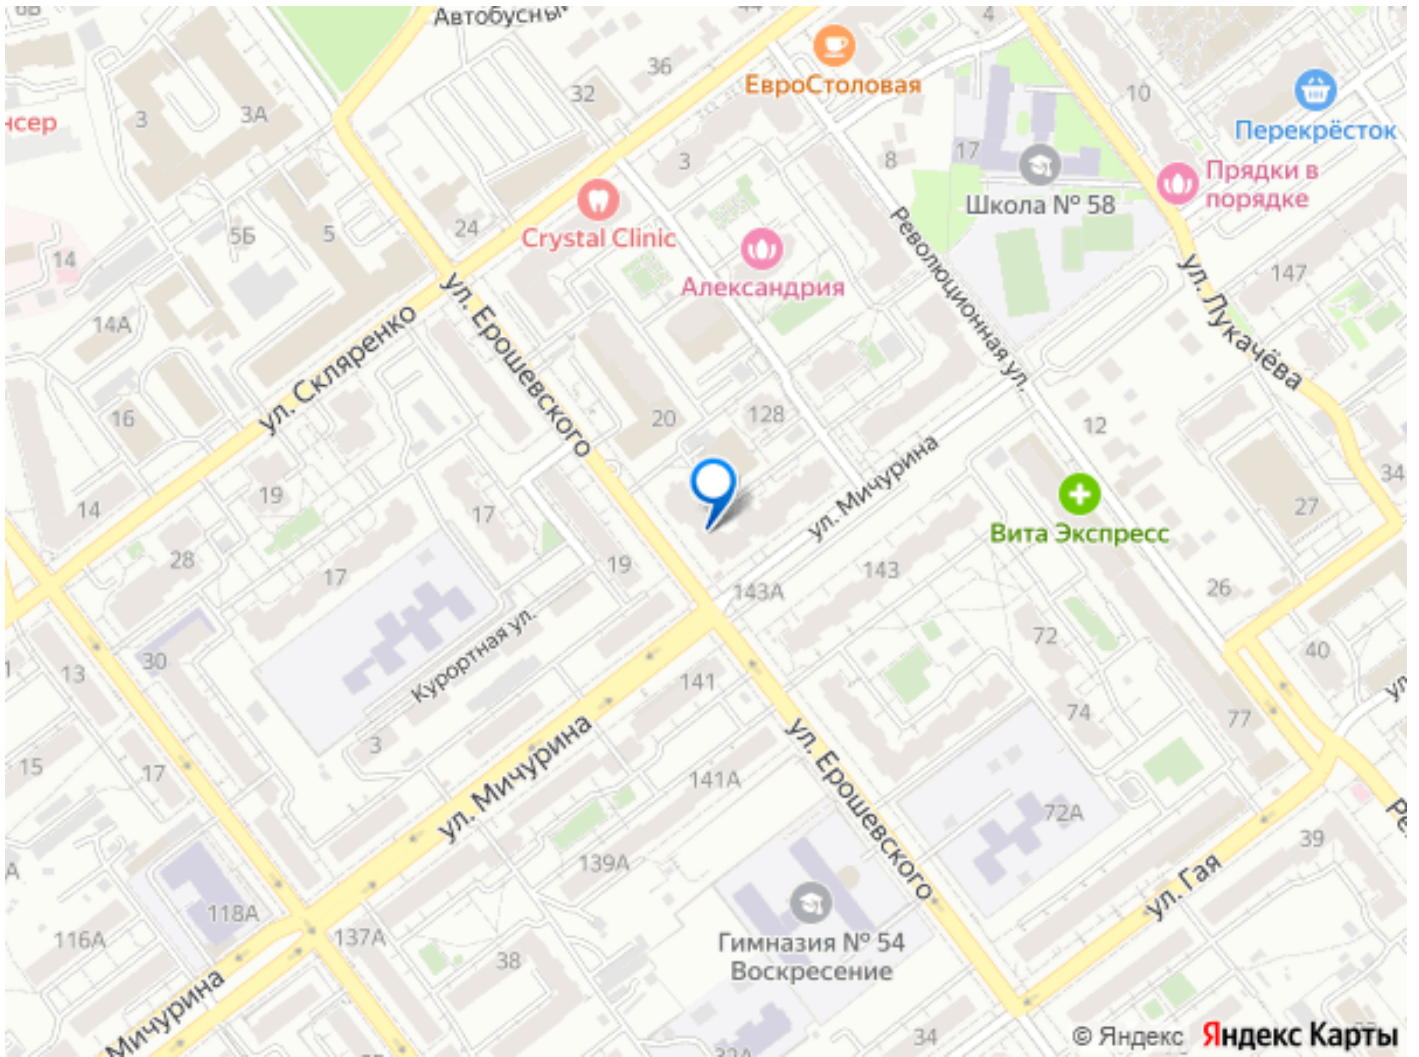 6В
Автобусный
144
4
36
ЕвроСтоловая
32
10
3
3А
нсер
Перекрёсток
3
8
17
Прядки в
порядке
Школа № 58
24
5Б
5
Crystal Clinic
14
Александрия
Революционная ул.
147
ул. Лукачёва
14А
ул. Скляренко
ул. Ерошевского
16
20
128
12
34
19
ул. Мичурина
14
17
27
Вита Экспресс
28
17
19
143А
143
26
Курортная ул.
72
13
30
40
141
74
77
15
17
3
ул. Мичурина
ул. Ерошевского
141А
72А
39
139А
118А
ул. Гая
116А
137А
38
Гимназия № 54
Воскресение
Мичурина
34
32А
© Яндекс Яндекс Карты